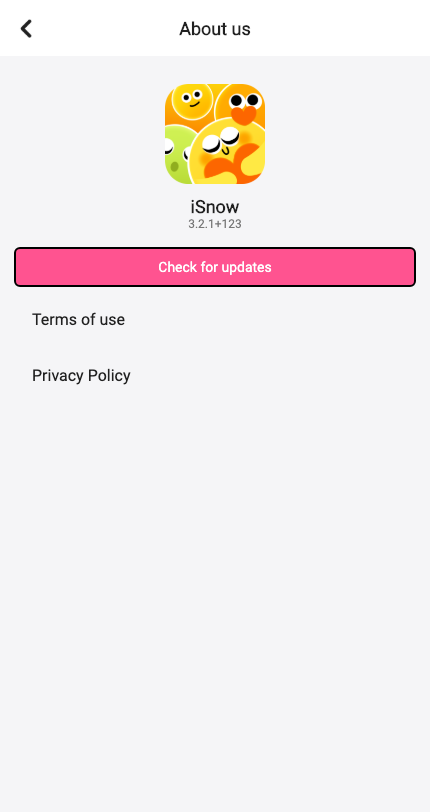 About us
iSnow
3.2.1+123
Check for updates
Terms of use
Privacy Policy